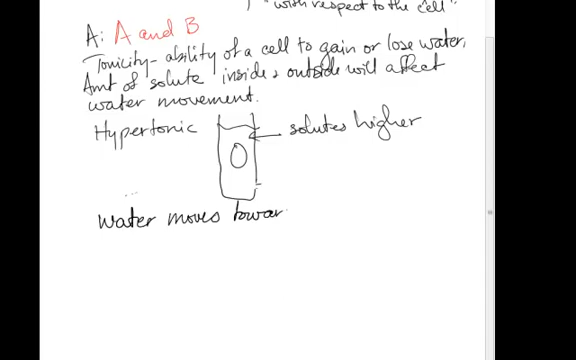 "with respect to the cell"
A: A and B
Tonicity - ability of a cell to gain or lose water.
Amt of solute inside & outside will affect
water movement.
Hypertonic
solutes higher
water moves towar